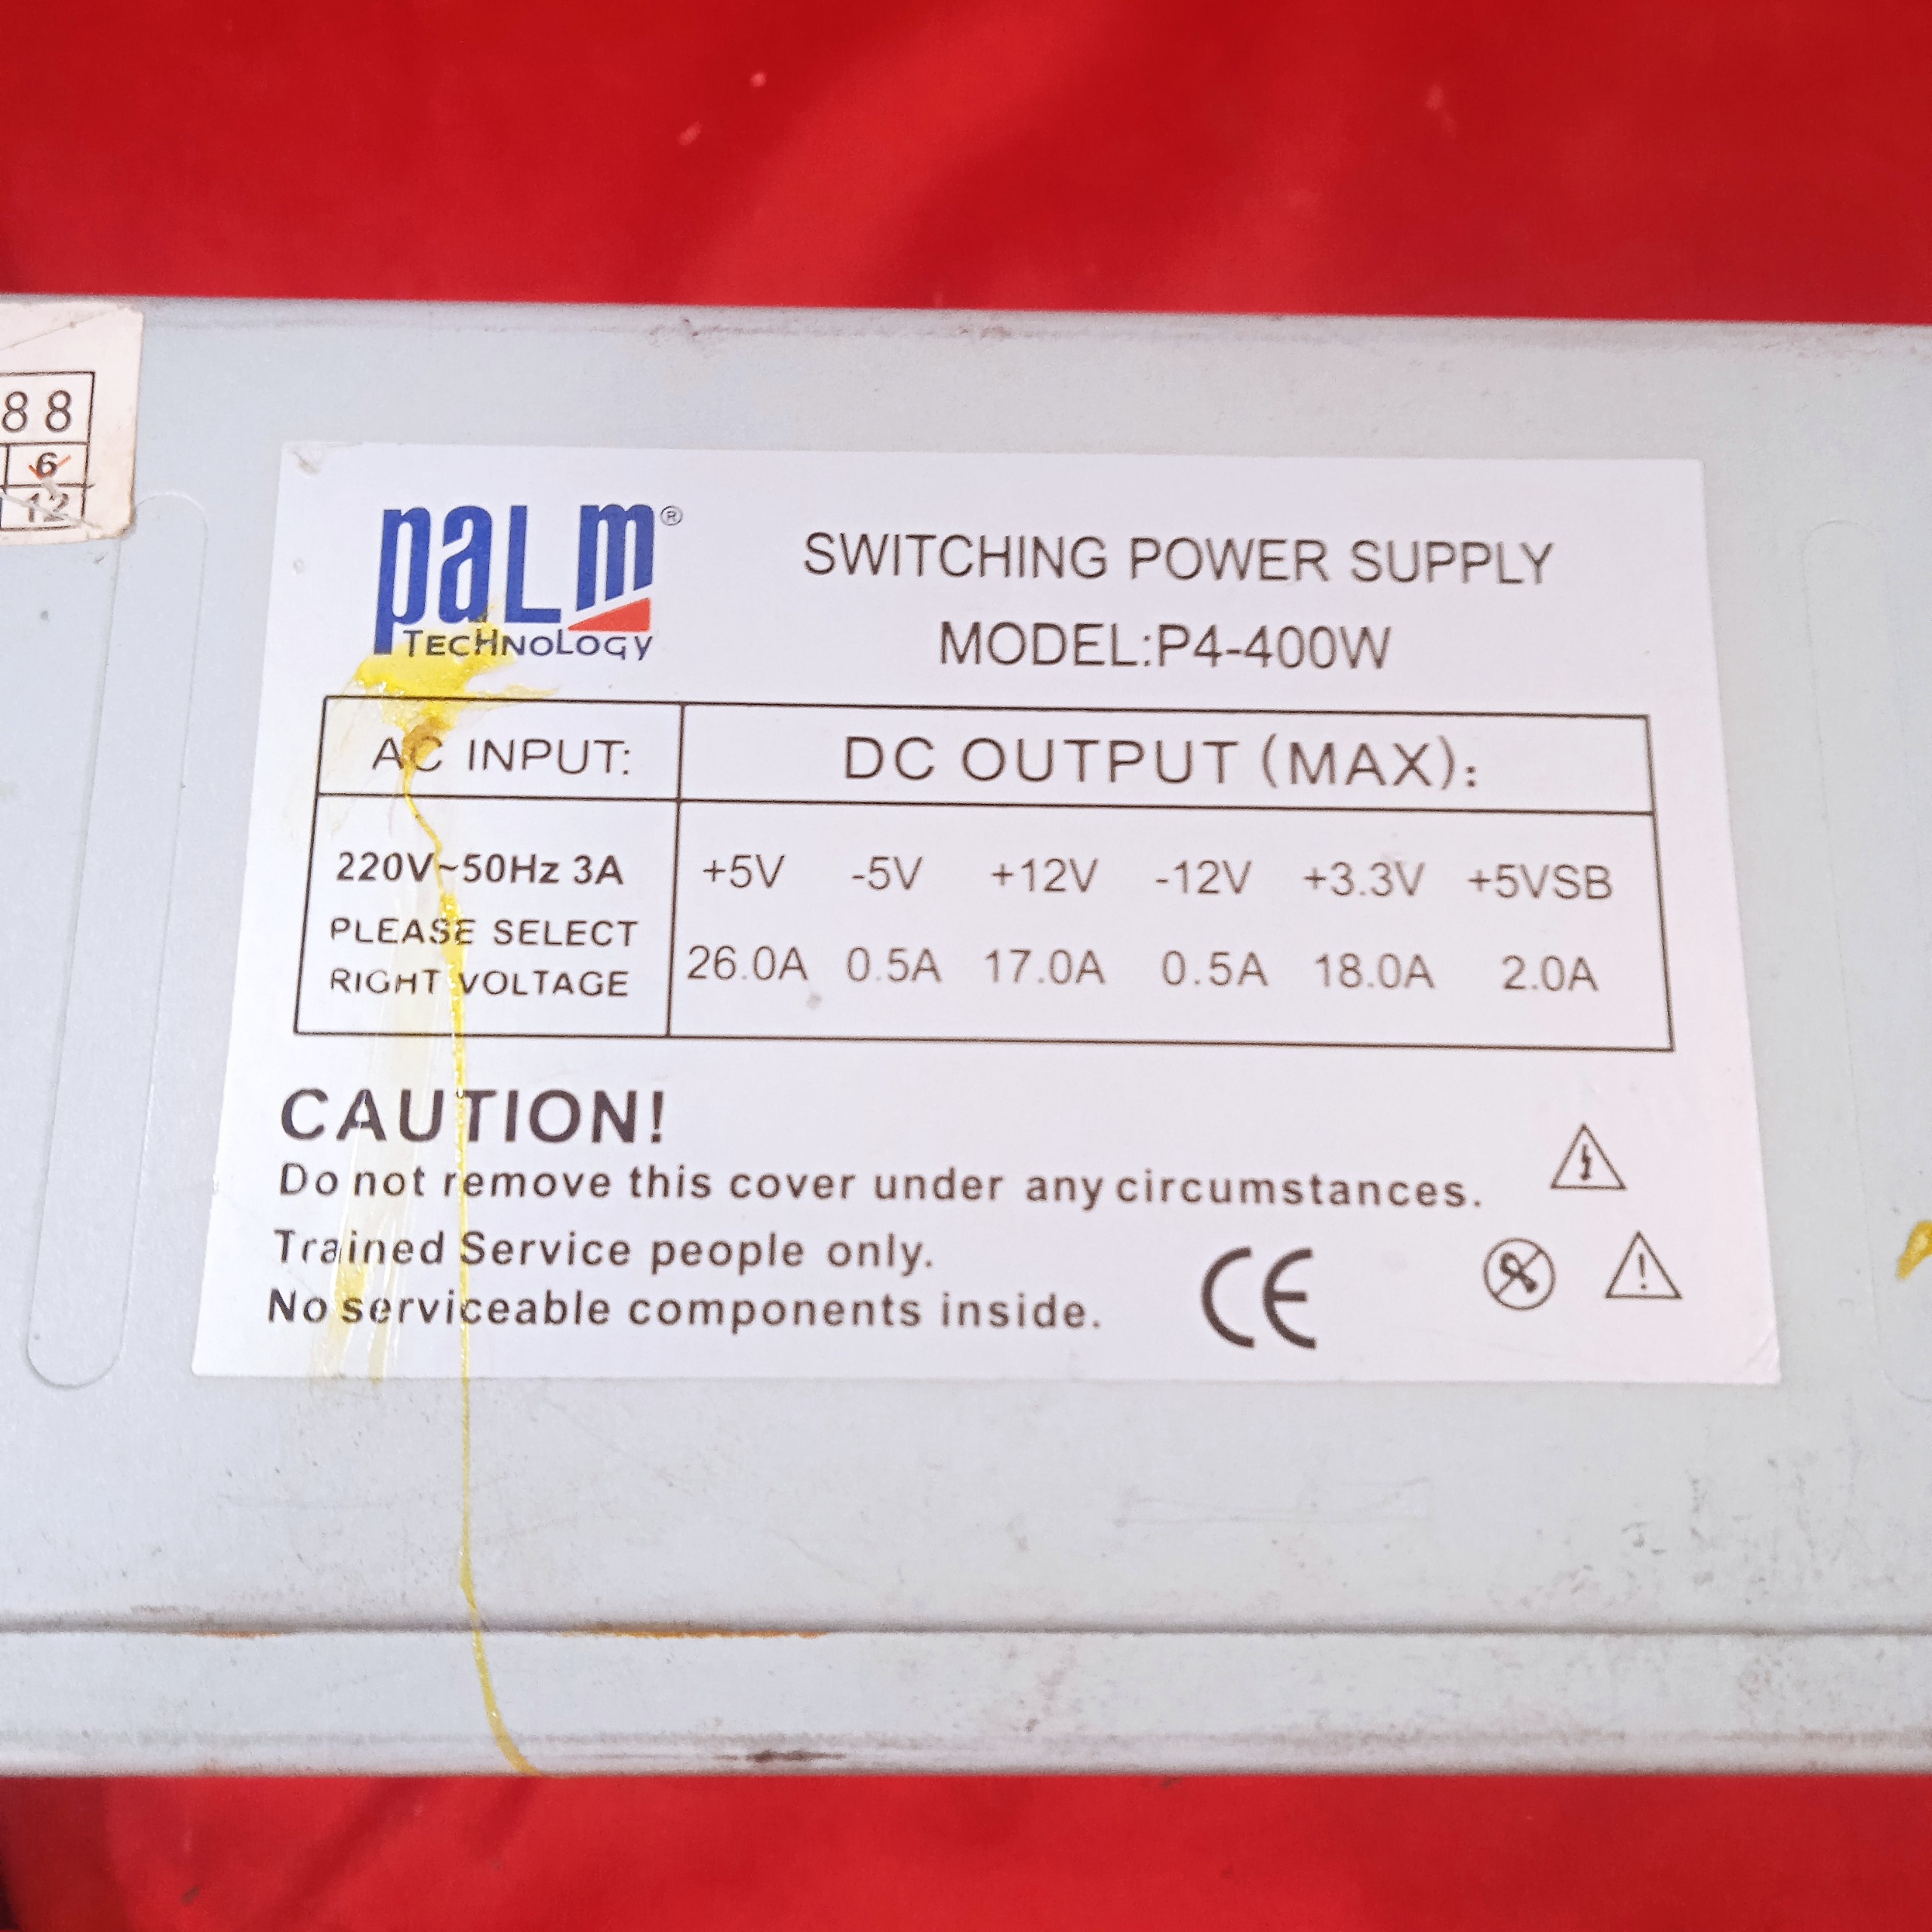 88
6
12
paLm®
TecHNoLogy
SWITCHING POWER SUPPLY
MODEL:P4-400W
AC INPUT:
DC OUTPUT (MAX):
220V~50Hz 3A
PLEASE SELECT
RIGHT VOLTAGE
+5V -5V +12V -12V +3.3V +5VSB
26.0A 0.5A 17.0A 0.5A 18.0A 2.0A
CAUTION!
Do not remove this cover under any circumstances.
Trained Service people only.
No serviceable components inside.
CE